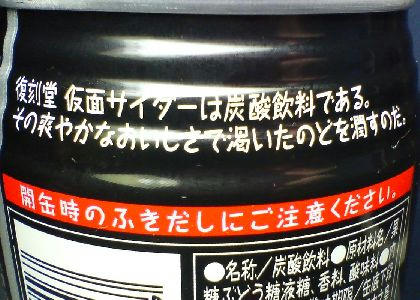 復刻堂 仮面サイダーは炭酸飲料である。
その爽やかなおいしさで渇いたのどを潤すのだ。
開缶時のふきだしにご注意ください。
●名称/炭酸飲料●原材料名/果
糖ぶどう糖液糖、香料、酸味料